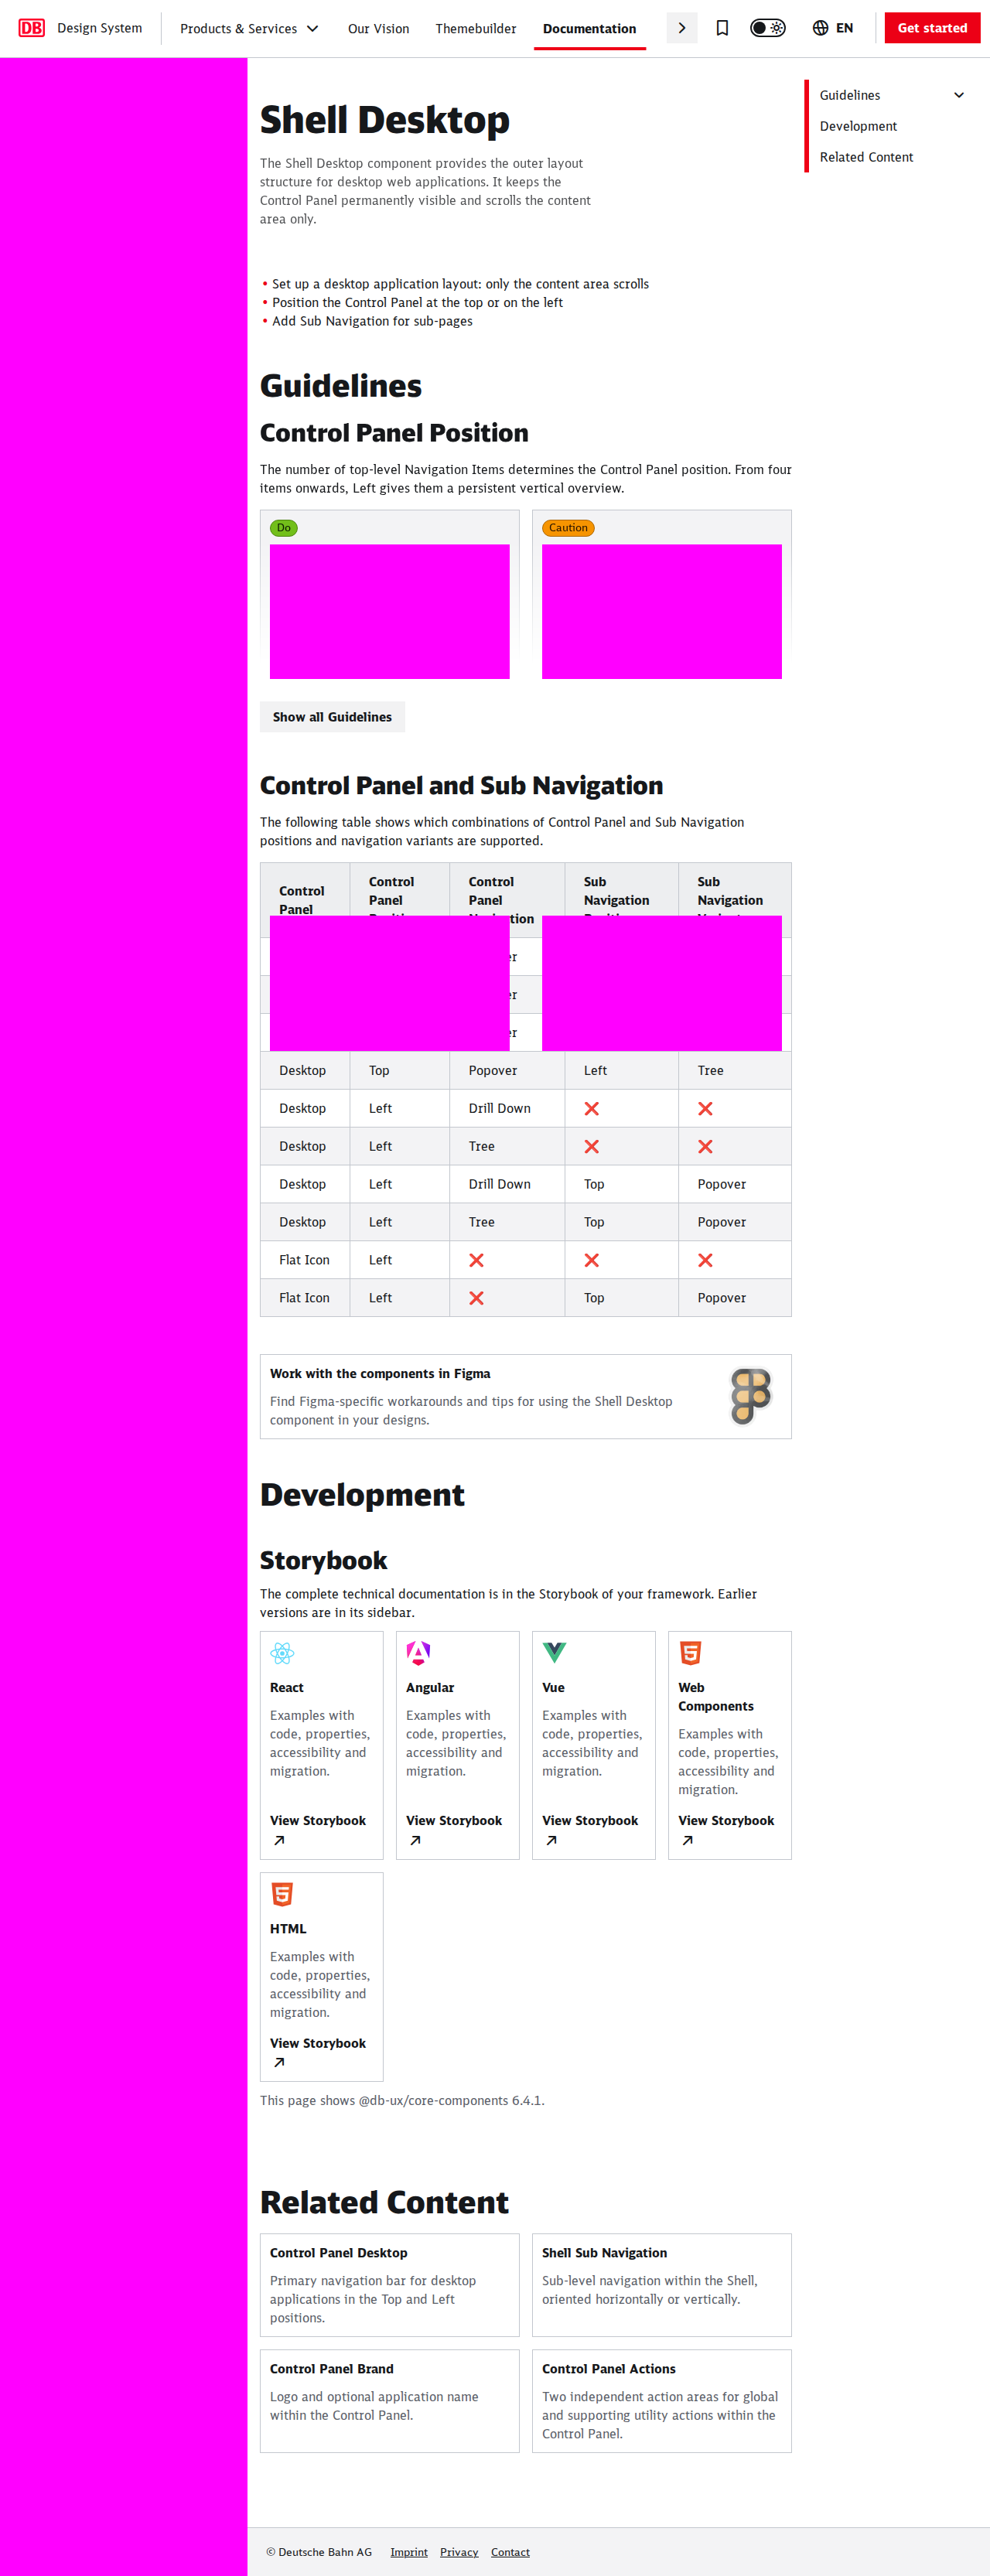 DB Design System Products & Services Our Vision Themebuilder Documentation EN Get started
Guidelines
Development
Related Content
Shell Desktop
The Shell Desktop component provides the outer layout
structure for desktop web applications. It keeps the
Control Panel permanently visible and scrolls the content
area only.
• Set up a desktop application layout: only the content area scrolls
• Position the Control Panel at the top or on the left
• Add Sub Navigation for sub-pages
Guidelines
Control Panel Position
The number of top-level Navigation Items determines the Control Panel position. From four
items onwards, Left gives them a persistent vertical overview.
Do Caution
Show all Guidelines
Control Panel and Sub Navigation
The following table shows which combinations of Control Panel and Sub Navigation
positions and navigation variants are supported.
Control Panel
Control Panel
Control Panel
Sub Navigation
Sub Navigation
Desktop Top Popover Left Tree
Desktop Left Drill Down ❌ ❌
Desktop Left Tree ❌ ❌
Desktop Left Drill Down Top Popover
Desktop Left Tree Top Popover
Flat Icon Left ❌ ❌ ❌
Flat Icon Left ❌ Top Popover
Work with the components in Figma
Find Figma-specific workarounds and tips for using the Shell Desktop
component in your designs.
Development
Storybook
The complete technical documentation is in the Storybook of your framework. Earlier
versions are in its sidebar.
React
Examples with
code, properties,
accessibility and
migration.
View Storybook
Angular
Examples with
code, properties,
accessibility and
migration.
View Storybook
Vue
Examples with
code, properties,
accessibility and
migration.
View Storybook
Web
Components
Examples with
code, properties,
accessibility and
migration.
View Storybook
HTML
Examples with
code, properties,
accessibility and
migration.
View Storybook
This page shows @db-ux/core-components 6.4.1.
Related Content
Control Panel Desktop
Primary navigation bar for desktop
applications in the Top and Left
positions.
Shell Sub Navigation
Sub-level navigation within the Shell,
oriented horizontally or vertically.
Control Panel Brand
Logo and optional application name
within the Control Panel.
Control Panel Actions
Two independent action areas for global
and supporting utility actions within the
Control Panel.
© Deutsche Bahn AG Imprint Privacy Contact